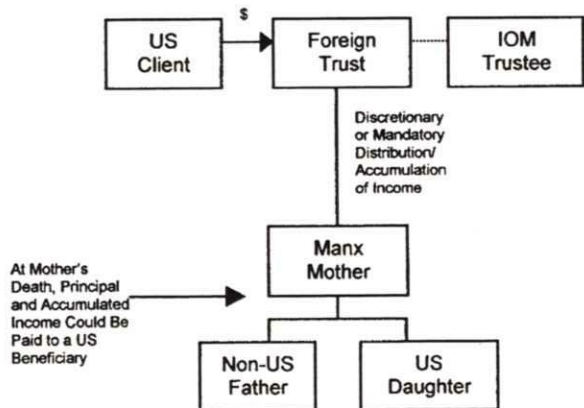 $
US
Client
Foreign
Trust
IOM
Trustee
Discretionary
or Mandatory
Distribution/
Accumulation
of Income
Manx
Mother
At Mother's
Death, Principal
and Accumulated
Income Could Be
Paid to a US
Beneficiary
Non-US
Father
US
Daughter